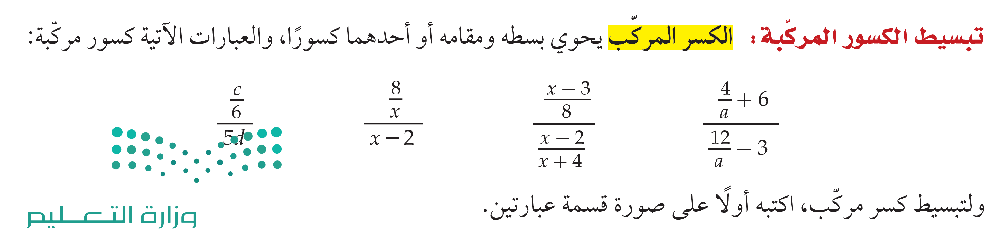 تبسيط الكسور المركّبة : الكسر المركّب يحوي بسطه ومقامه أو أحدهما كسورًا، والعبارات الآتية كسور مركّبة:
\frac{\frac{4}{a} + 6}{\frac{12}{a} - 3} \frac{\frac{x - 3}{8}}{\frac{x - 2}{x + 4}} \frac{\frac{8}{x}}{x - 2} \frac{\frac{c}{6}}{5d}
ولتبسيط كسر مركّب، اكتبه أولًا على صورة قسمة عبارتين.
وزارة التعليم